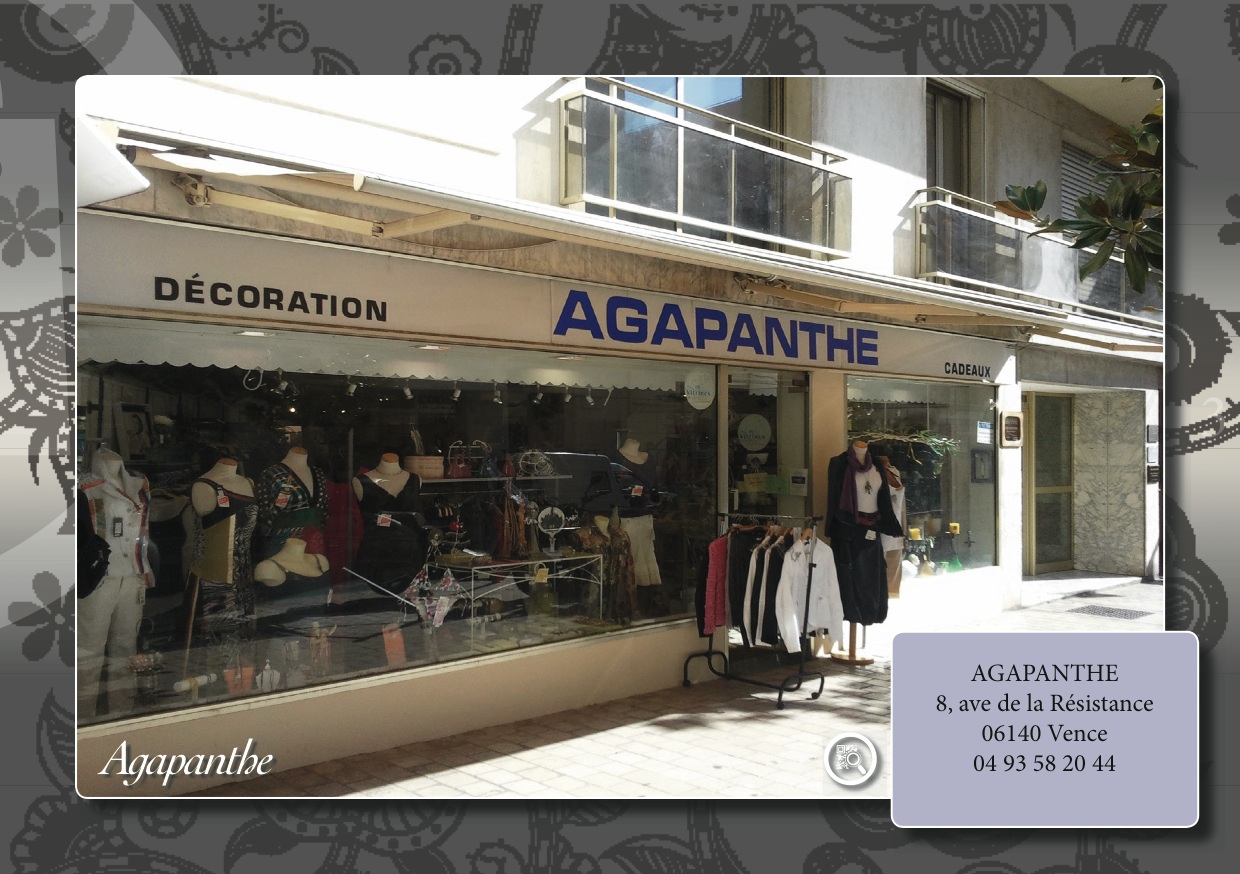 DÉCORATION
AGAPANTHE
CADEAUX
Agapanthe
AGAPANTHE
8, ave de la Résistance
06140 Vence
04 93 58 20 44